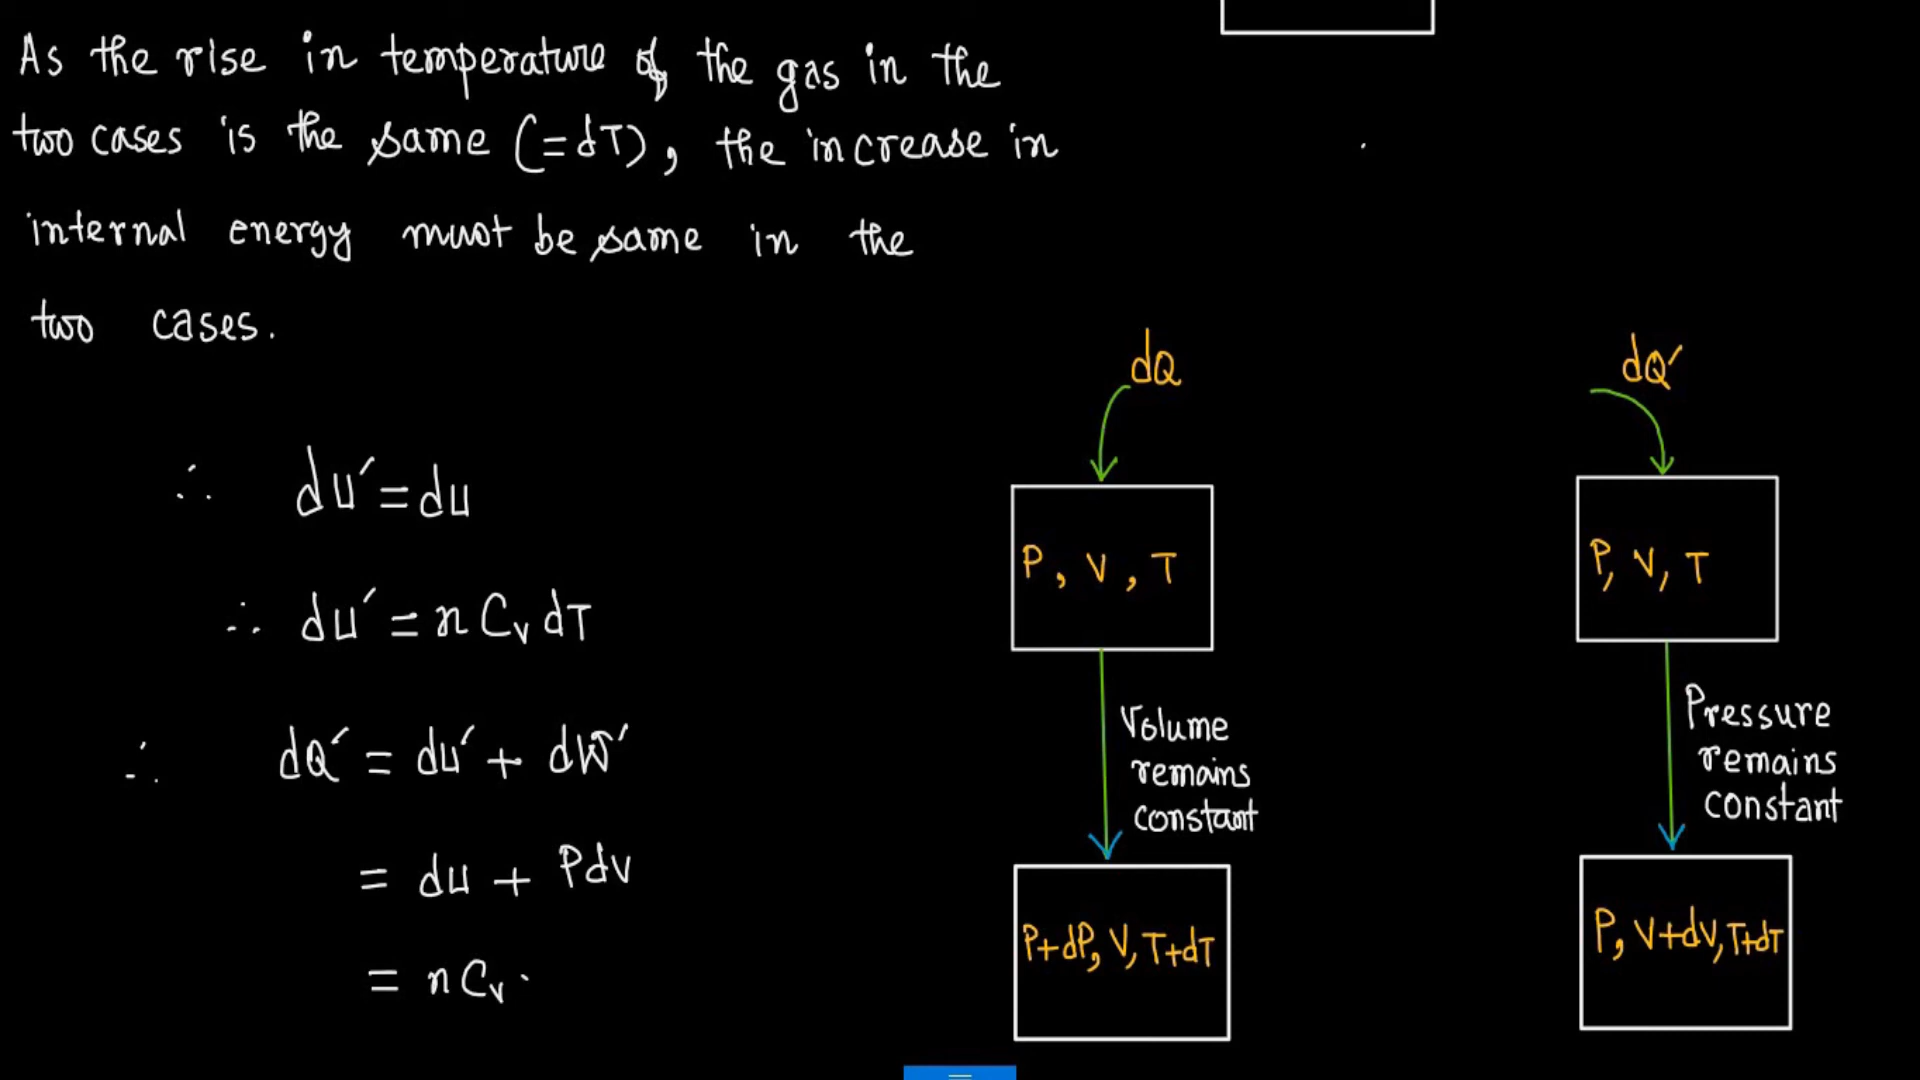 As the rise in temperature of the gas in the
two cases is the same (=dT), the increase in
internal energy must be same in the
two cases.
∴ du′ = du
∴ du′ = n Cv dT
∴ dQ′ = du′ + dW′
= du + Pdv
= n Cv
dQ
P, V, T
Volume
remains
constant
P+dP, V, T+dT
dQ′
P, V, T
Pressure
remains
constant
P, V+dV, T+dT